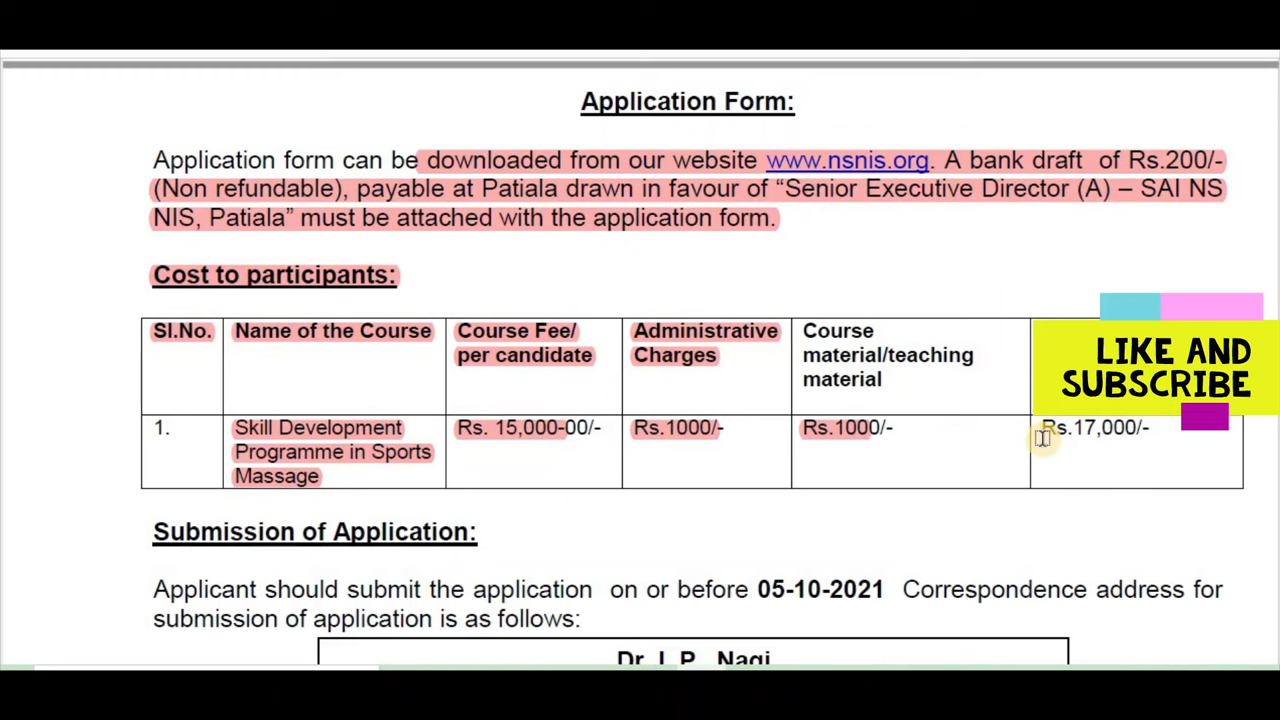 Application Form:
Application form can be downloaded from our website www.nsnis.org. A bank draft of Rs.200/-
(Non refundable), payable at Patiala drawn in favour of “Senior Executive Director (A) – SAI NS
NIS, Patiala” must be attached with the application form.
Cost to participants:
Sl.No. Name of the Course Course Fee/ Administrative Course
per candidate Charges material/teaching
material
LIKE AND
SUBSCRIBE
1. Skill Development Rs. 15,000-00/- Rs.1000/- Rs.1000/- Rs.17,000/-
Programme in Sports
Massage
Submission of Application:
Applicant should submit the application on or before 05-10-2021 Correspondence address for
submission of application is as follows: